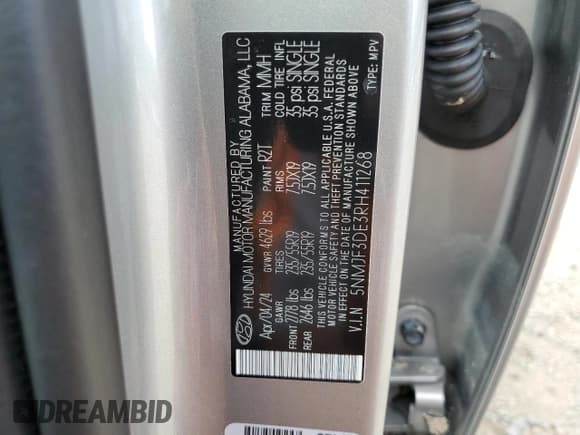 MANUFACTURED BY
HYUNDAI MOTOR MANUFACTURING ALABAMA, LLC
Apr/04/24 PAINT R2T TRIM MMH
GVWR 4629 lbs
GAWR TIRES RIMS COLD TIRE INFL
FRONT 2778 lbs 235/55R19 7.5JX19 35 psi SINGLE
REAR 2646 lbs 235/55R19 7.5JX19 35 psi SINGLE
THIS VEHICLE CONFORMS TO ALL APPLICABLE U.S.A. FEDERAL
MOTOR VEHICLE SAFETY AND THEFT PREVENTION STANDARDS
IN EFFECT ON THE DATE OF MANUFACTURE SHOWN ABOVE
V.I.N 5NMJF3DE3RH411268 TYPE: MPV
DREAMBID